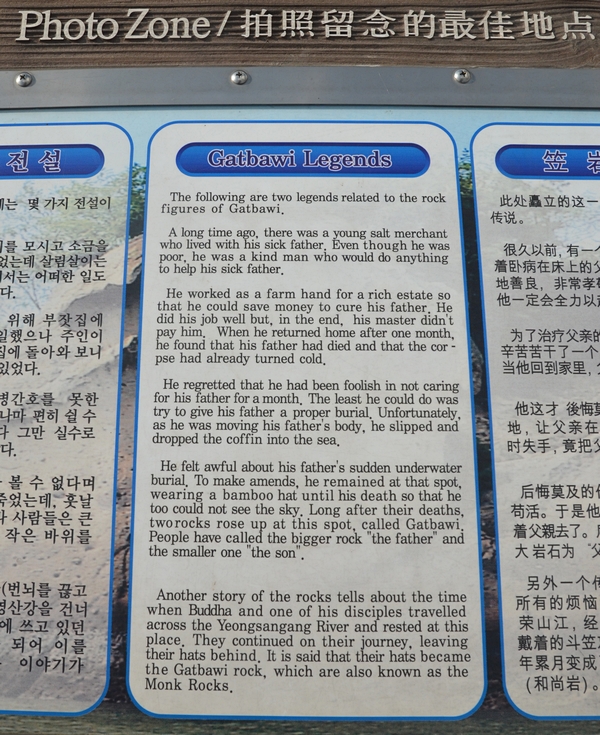 Photo Zone / 拍照留念的最佳地点
전설
는 몇 가지 전설이
를 모시고 소금을
었는데 살림살이는
서는 어떠한 일도
다.
위해 부잣집에
일했으나 주인이
집에 돌아와 보니
있었다.
병간호를 못한
나마 편히 쉴 수
다 그만 실수로
다.
볼 수 없다며
죽었는데, 훗날
사람들은 큰
작은 바위를
(번뇌를 끊고
영산강을 건너
에 쓰고 있던
되어 이를
이야기가
Gatbawi Legends
The following are two legends related to the rock
figures of Gatbawi.
A long time ago, there was a young salt merchant
who lived with his sick father. Even though he was
poor, he was a kind man who would do anything
to help his sick father.
He worked as a farm hand for a rich estate so
that he could save money to cure his father. He
did his job well but, in the end, his master didn't
pay him. When he returned home after one month,
he found that his father had died and that the cor -
pse had already turned cold.
He regretted that he had been foolish in not caring
for his father for a month. The least he could do was
try to give his father a proper burial. Unfortunately,
as he was moving his father's body, he slipped and
dropped the coffin into the sea.
He felt awful about his father's sudden underwater
burial. To make amends, he remained at that spot,
wearing a bamboo hat until his death so that he
too could not see the sky. Long after their deaths,
two rocks rose up at this spot, called Gatbawi.
People have called the bigger rock "the father" and
the smaller one "the son".
Another story of the rocks tells about the time
when Buddha and one of his disciples travelled
across the Yeongsangang River and rested at this
place. They continued on their journey, leaving
their hats behind. It is said that their hats became
the Gatbawi rock, which are also known as the
Monk Rocks.
笠岩
此处矗立的这一
传说。
很久以前, 有一个
着卧病在床上的父
地善良, 非常孝敬
他一定会全力以赴
为了治疗父亲的
辛苦苦干了一个
当他回到家里, 父
他这才 後悔莫
地, 让父亲在
时失手, 竟把父
后悔莫及的他
苟活。于是他
着父親去了。
大岩石为 “父
另外一个传
所有的烦恼
荣山江, 经
戴着的斗笠
年累月变成了
(和尚岩)。